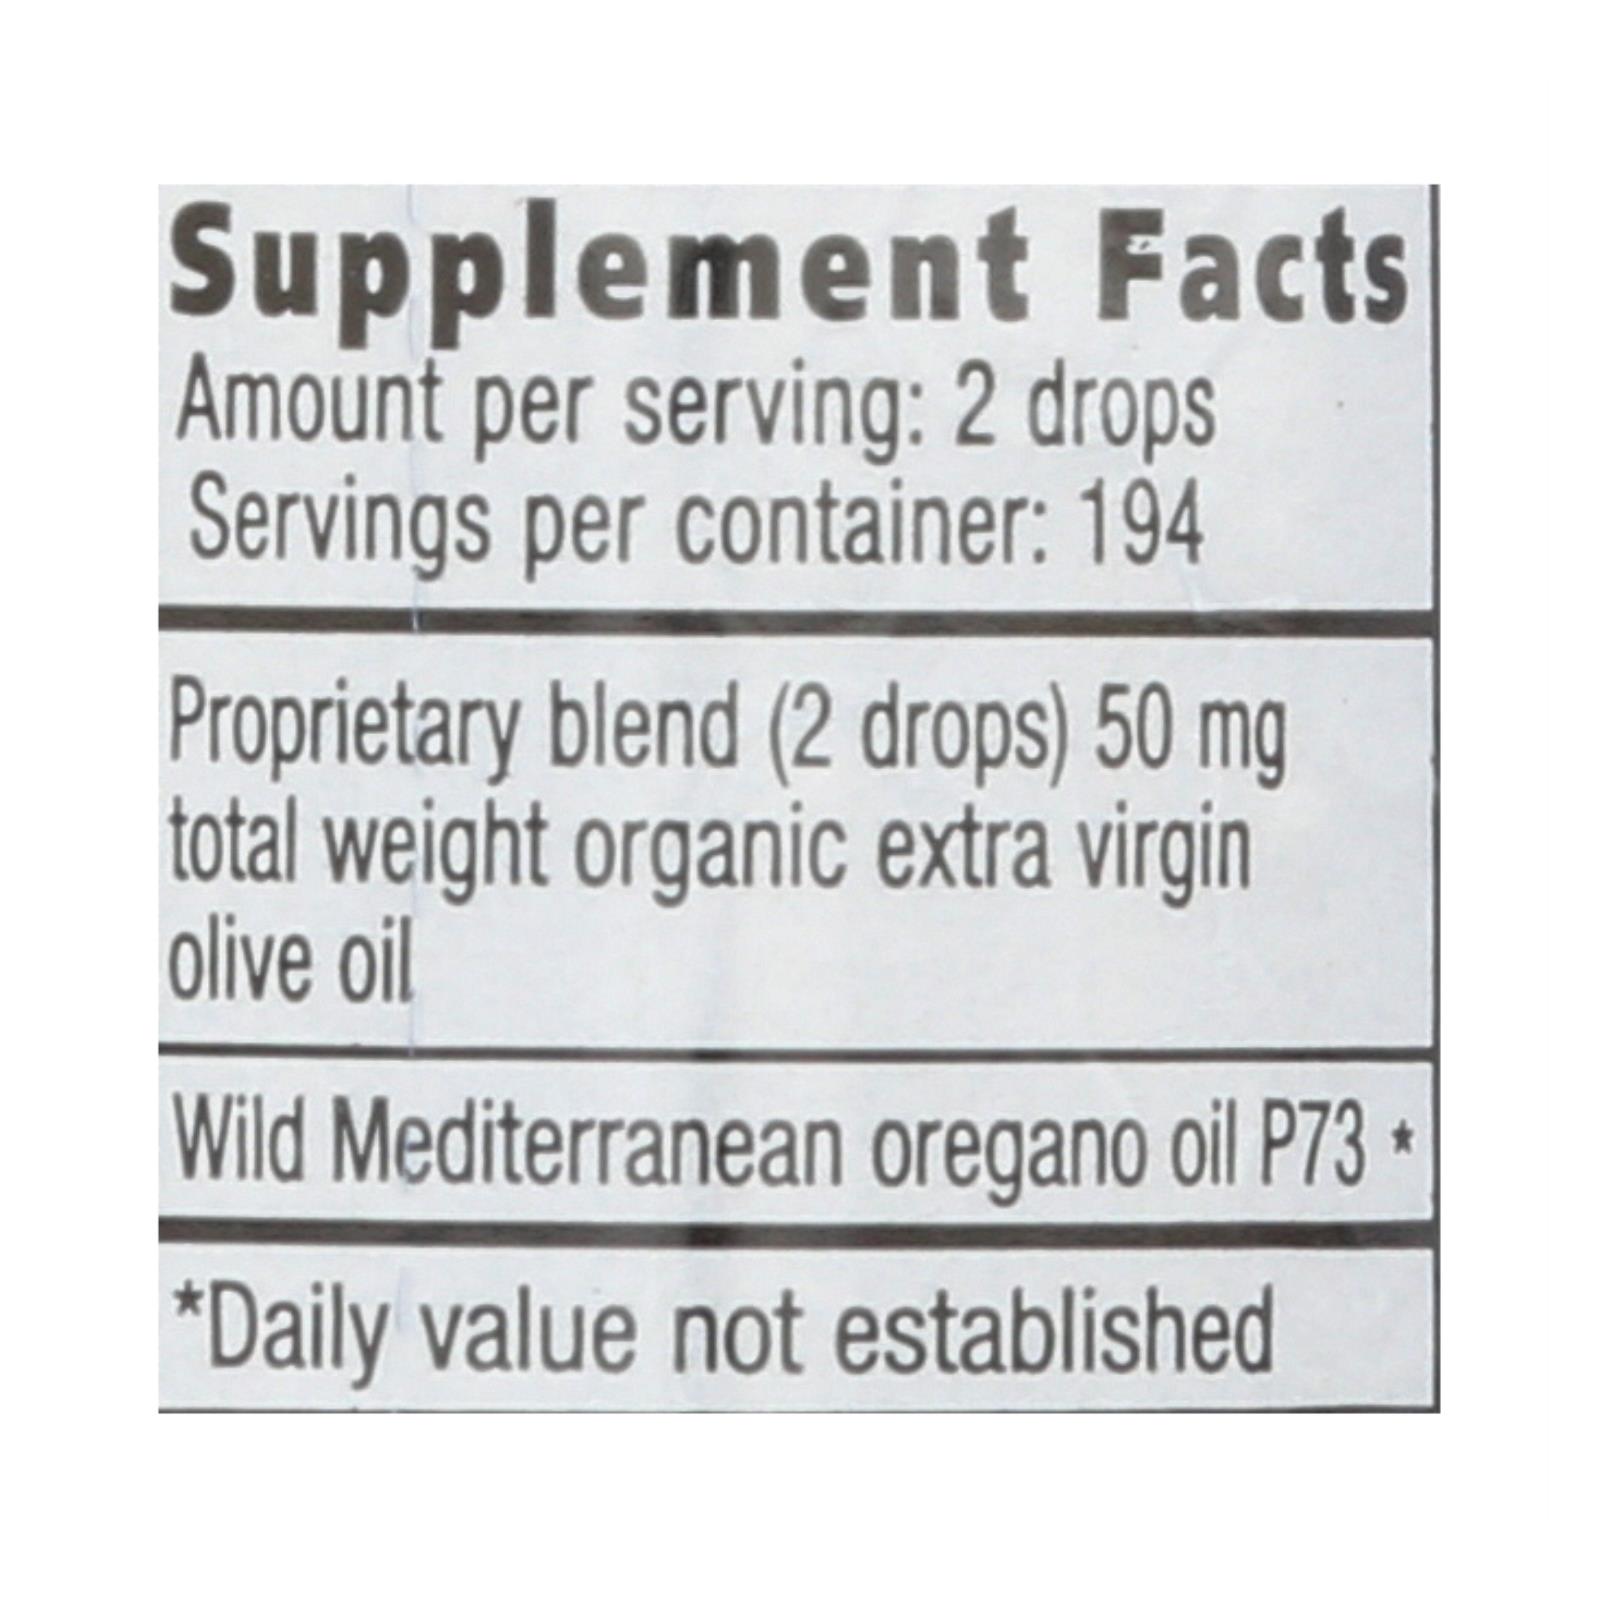 Supplement Facts
Amount per serving: 2 drops
Servings per container: 194
Proprietary blend (2 drops) 50 mg
total weight organic extra virgin
olive oil
Wild Mediterranean oregano oil P73 *
*Daily value not established